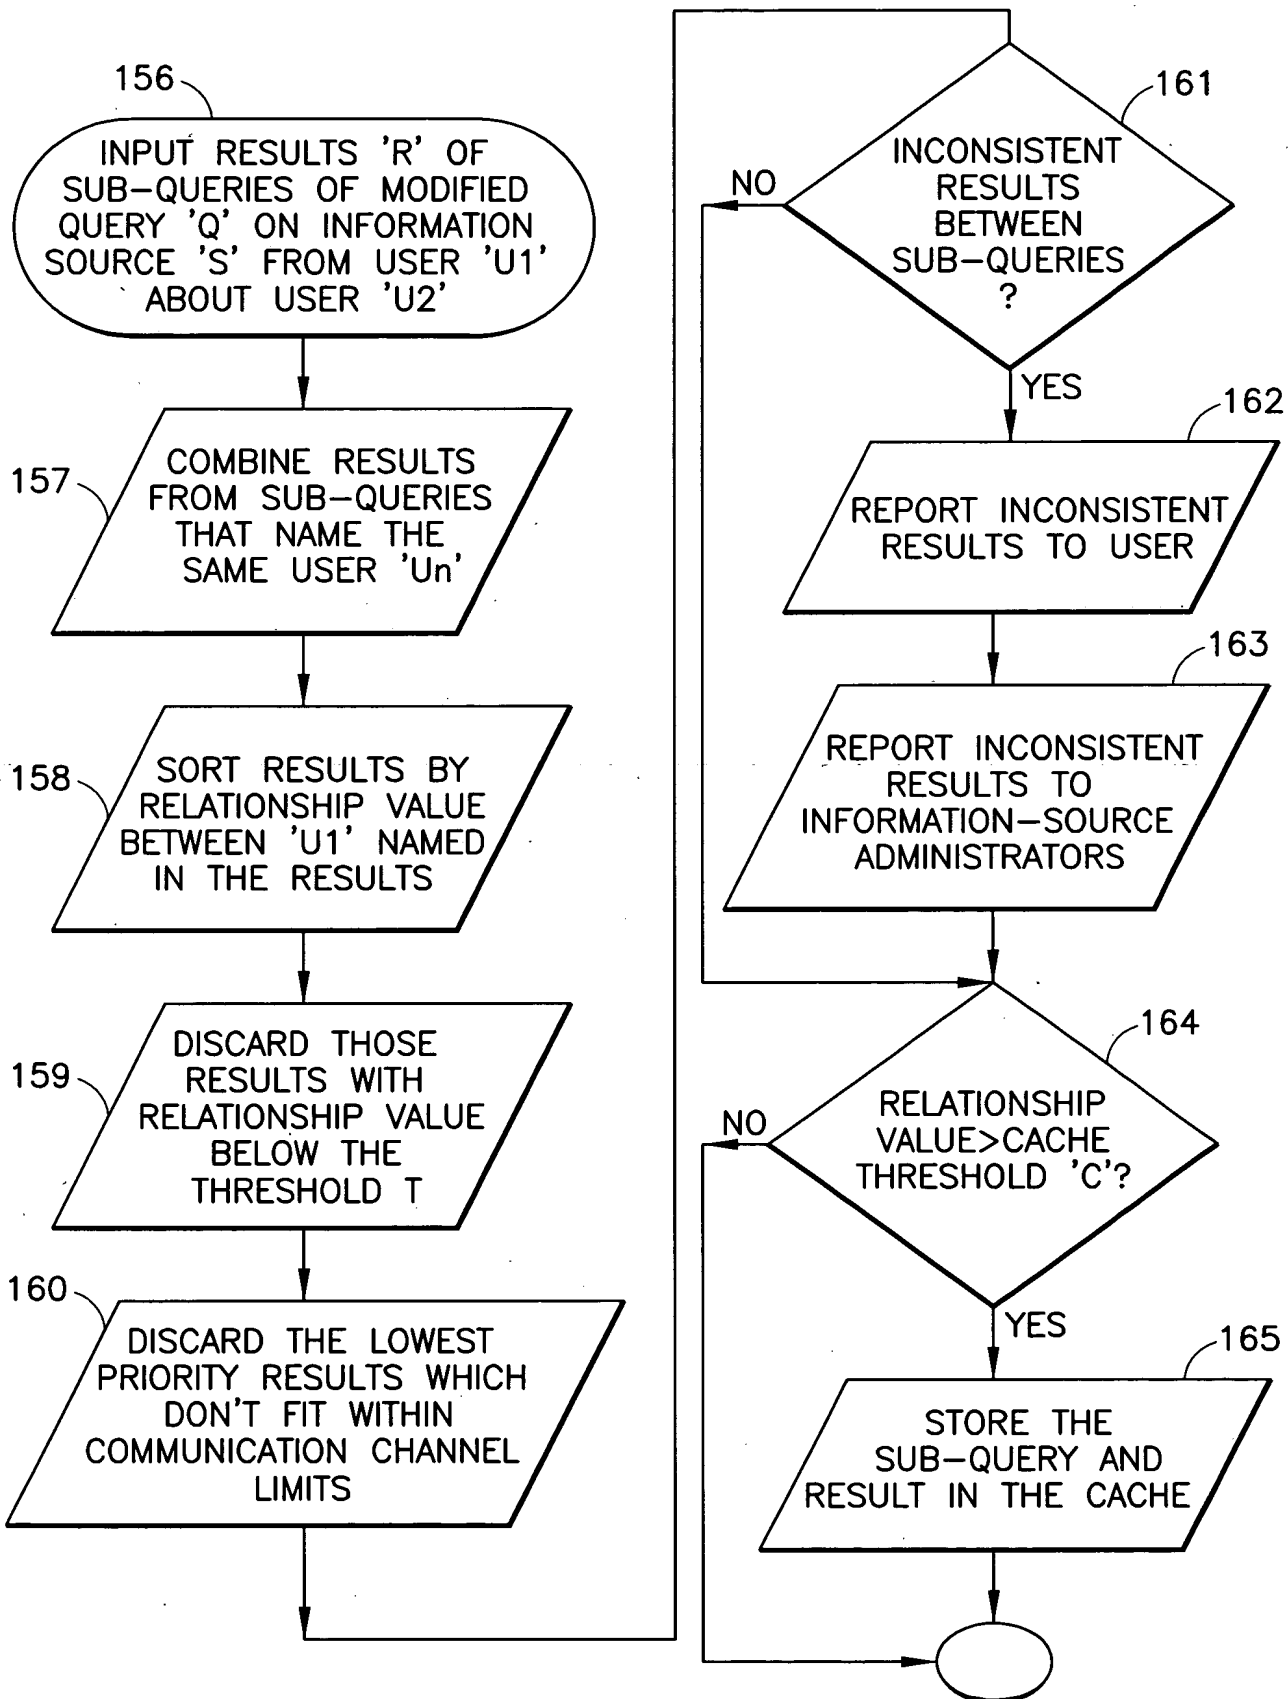 156
INPUT RESULTS 'R' OF
SUB-QUERIES OF MODIFIED
QUERY 'Q' ON INFORMATION
SOURCE 'S' FROM USER 'U1'
ABOUT USER 'U2'
157
COMBINE RESULTS
FROM SUB-QUERIES
THAT NAME THE
SAME USER 'Un'
158
SORT RESULTS BY
RELATIONSHIP VALUE
BETWEEN 'U1' NAMED
IN THE RESULTS
159
DISCARD THOSE
RESULTS WITH
RELATIONSHIP VALUE
BELOW THE
THRESHOLD T
160
DISCARD THE LOWEST
PRIORITY RESULTS WHICH
DON'T FIT WITHIN
COMMUNICATION CHANNEL
LIMITS
161
INCONSISTENT
RESULTS
BETWEEN
SUB-QUERIES
?
NO
YES
162
REPORT INCONSISTENT
RESULTS TO USER
163
REPORT INCONSISTENT
RESULTS TO
INFORMATION-SOURCE
ADMINISTRATORS
164
RELATIONSHIP
VALUE>CACHE
THRESHOLD 'C'?
NO
YES
165
STORE THE
SUB-QUERY AND
RESULT IN THE CACHE